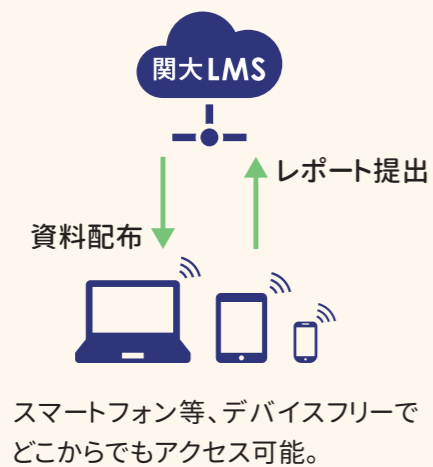 関大LMS
レポート提出
資料配布
スマートフォン等、デバイスフリーで
どこからでもアクセス可能。